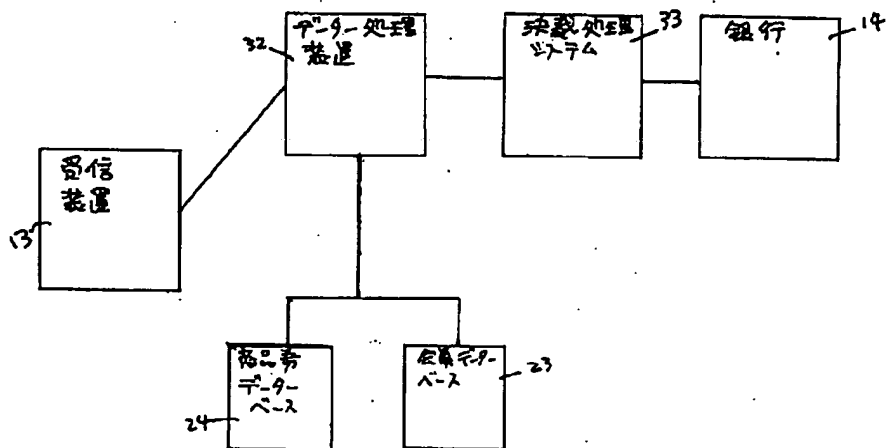 データー処理
装置
32
決裁処理
システム
33
銀行
14
受信
装置
13
商品券
データー
ベース
24
会員データー
ベース
23